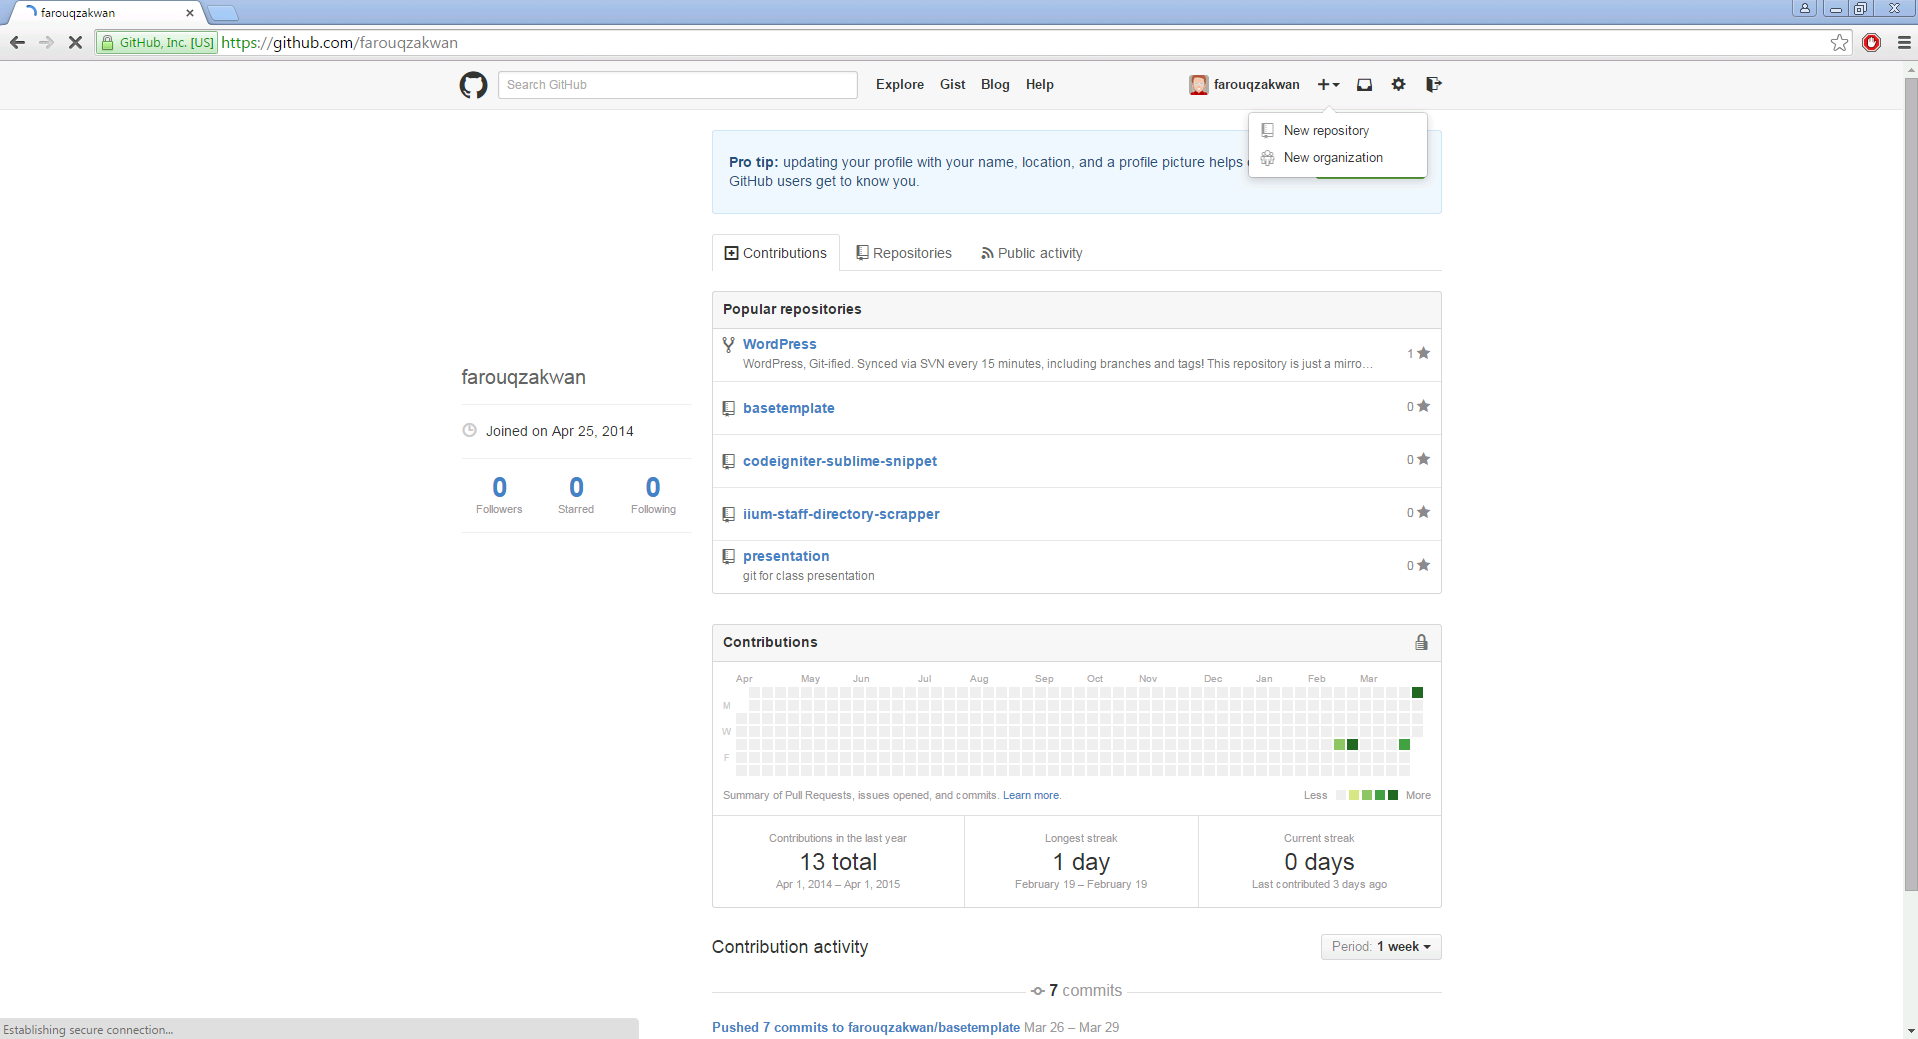 farouqzakwan
GitHub, Inc. [US] https://github.com/farouqzakwan
Search GitHub
Explore Gist Blog Help
farouqzakwan
New repository
New organization
Pro tip: updating your profile with your name, location, and a profile picture helps
GitHub users get to know you.
Contributions Repositories Public activity
farouqzakwan
Joined on Apr 25, 2014
0 0 0
Followers Starred Following
Popular repositories
WordPress
WordPress, Git-ified. Synced via SVN every 15 minutes, including branches and tags! This repository is just a mirro…
1
basetemplate 0
codeigniter-sublime-snippet 0
iium-staff-directory-scrapper 0
presentation
git for class presentation
0
Contributions
Apr May Jun Jul Aug Sep Oct Nov Dec Jan Feb Mar
M
W
F
Summary of Pull Requests, issues opened, and commits. Learn more. Less More
Contributions in the last year
13 total
Apr 1, 2014 – Apr 1, 2015
Longest streak
1 day
February 19 – February 19
Current streak
0 days
Last contributed 3 days ago
Contribution activity Period: 1 week
7 commits
Pushed 7 commits to farouqzakwan/basetemplate Mar 26 – Mar 29
Establishing secure connection...